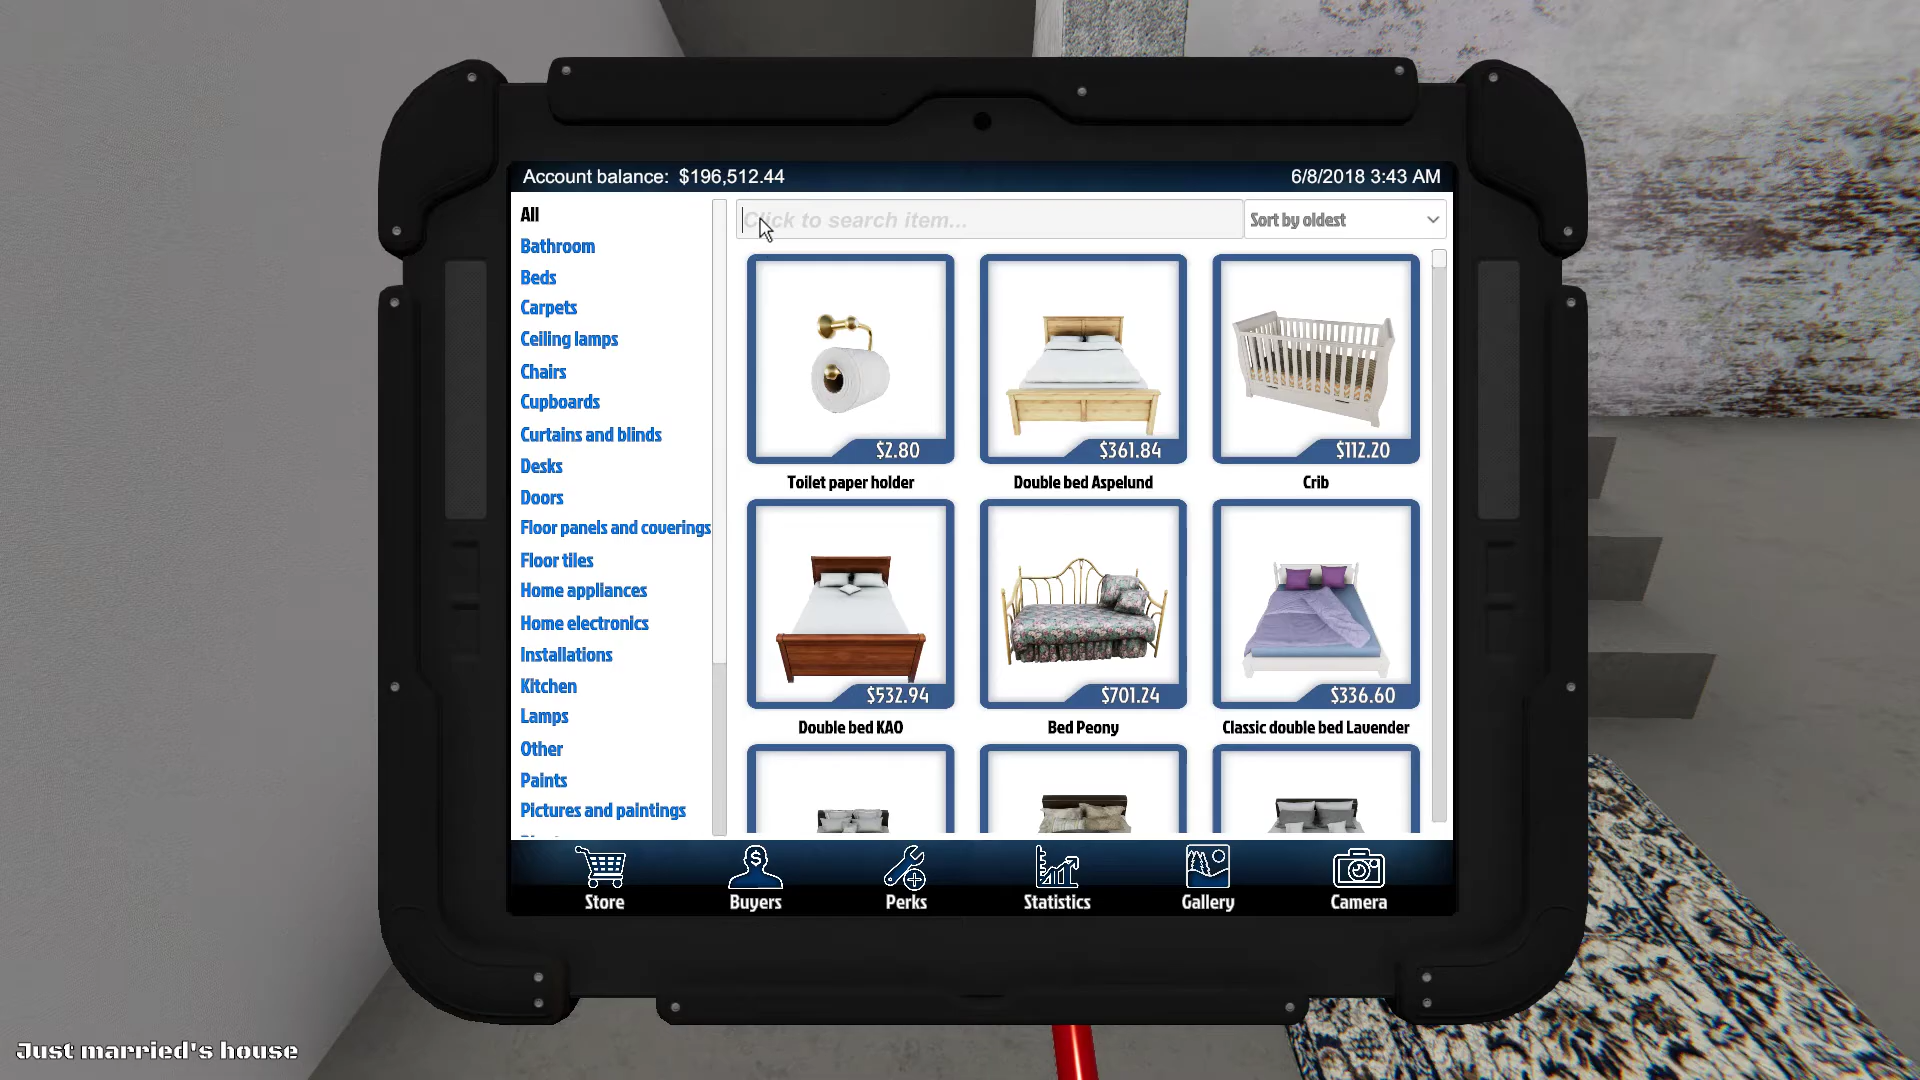 Account balance: $196,512.44
6/8/2018 3:43 AM
All
Bathroom
Beds
Carpets
Ceiling lamps
Chairs
Cupboards
Curtains and blinds
Desks
Doors
Floor panels and coverings
Floor tiles
Home appliances
Home electronics
Installations
Kitchen
Lamps
Other
Paints
Pictures and paintings
Click to search item...
Sort by oldest
$2.80
$361.84
$112.20
Toilet paper holder
Double bed Aspelund
Crib
$532.94
$701.24
$336.60
Double bed KAO
Bed Peony
Classic double bed Lavender
Store
Buyers
Perks
Statistics
Gallery
Camera
Just married's house